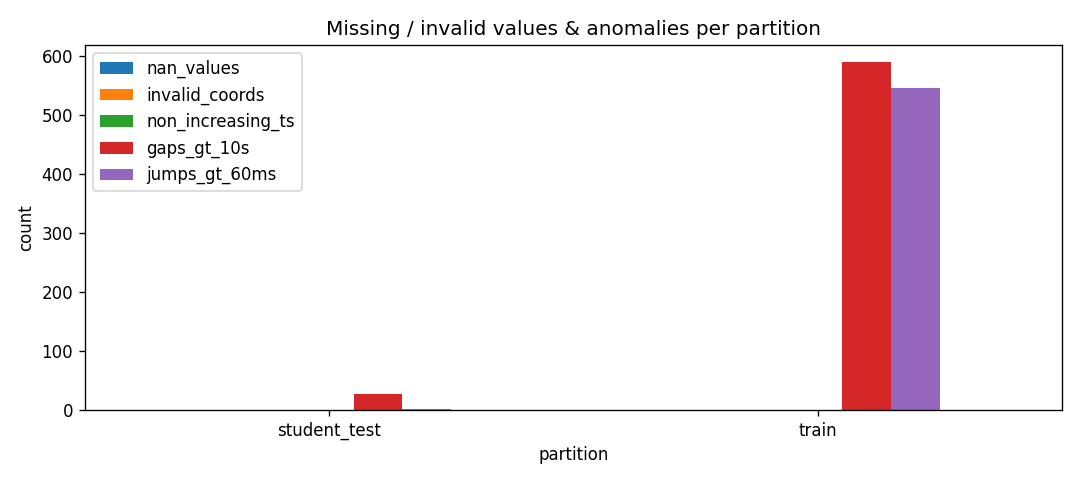 Missing / invalid values & anomalies per partition
nan_values
invalid_coords
non_increasing_ts
gaps_gt_10s
jumps_gt_60ms
600
500
400
300
200
100
0
count
student_test
train
partition